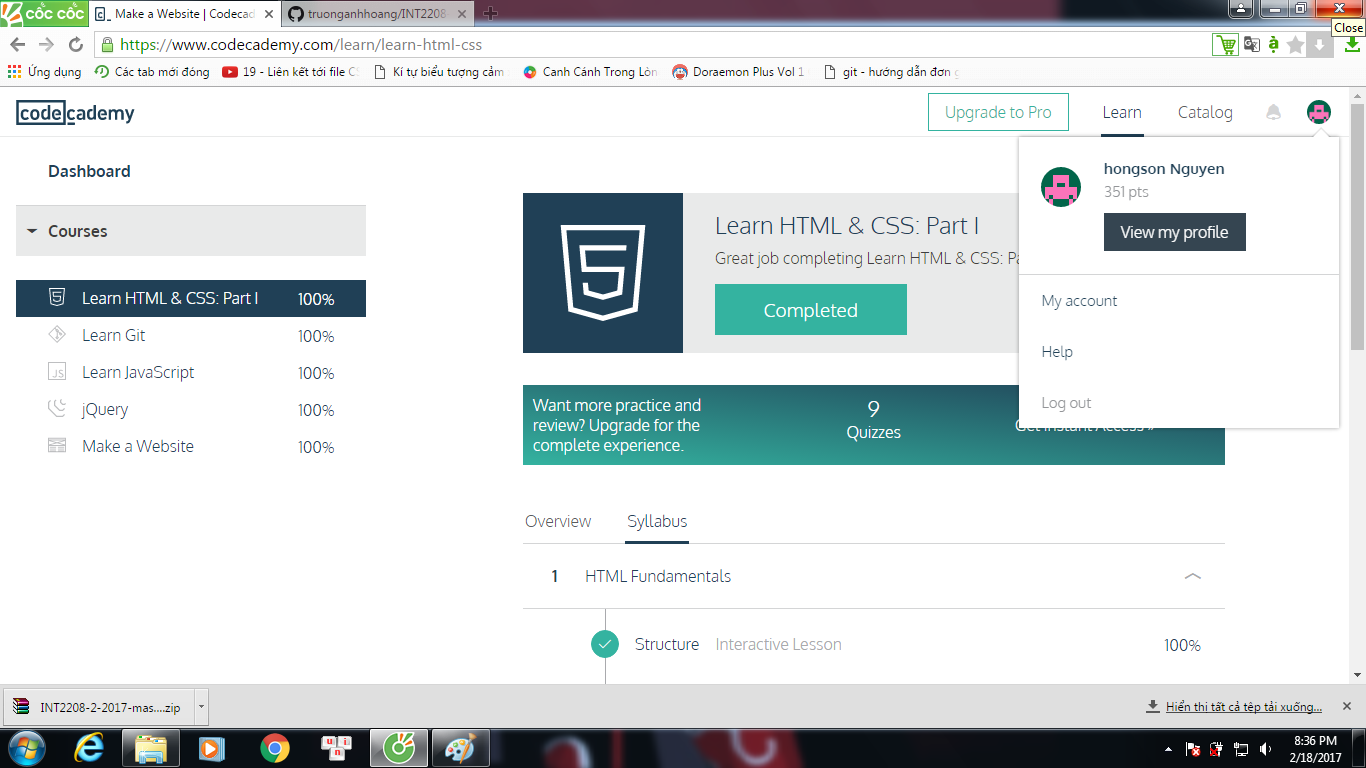 CỐC CỐC
Make a Website | Codecad
truonganhhoang/INT2208
Close
https://www.codecademy.com/learn/learn-html-css
Ứng dụng
Các tab mới đóng
19 - Liên kết tới file CS
Kí tự biểu tượng cảm
Canh Cánh Trong Lòn
Doraemon Plus Vol 1
git - hướng dẫn đơn g
codecademy
Upgrade to Pro
Learn
Catalog
Dashboard
hongson Nguyen
351 pts
View my profile
My account
Help
Log out
Courses
Learn HTML & CSS: Part I 100%
Learn Git 100%
Learn JavaScript 100%
jQuery 100%
Make a Website 100%
Learn HTML & CSS: Part I
Great job completing Learn HTML & CSS: Pa
Completed
Want more practice and
review? Upgrade for the
complete experience.
9
Quizzes
Get Instant Access »
Overview
Syllabus
1 HTML Fundamentals
Structure Interactive Lesson 100%
INT2208-2-2017-mas....zip
Hiển thị tất cả tệp tải xuống...
8:36 PM
2/18/2017